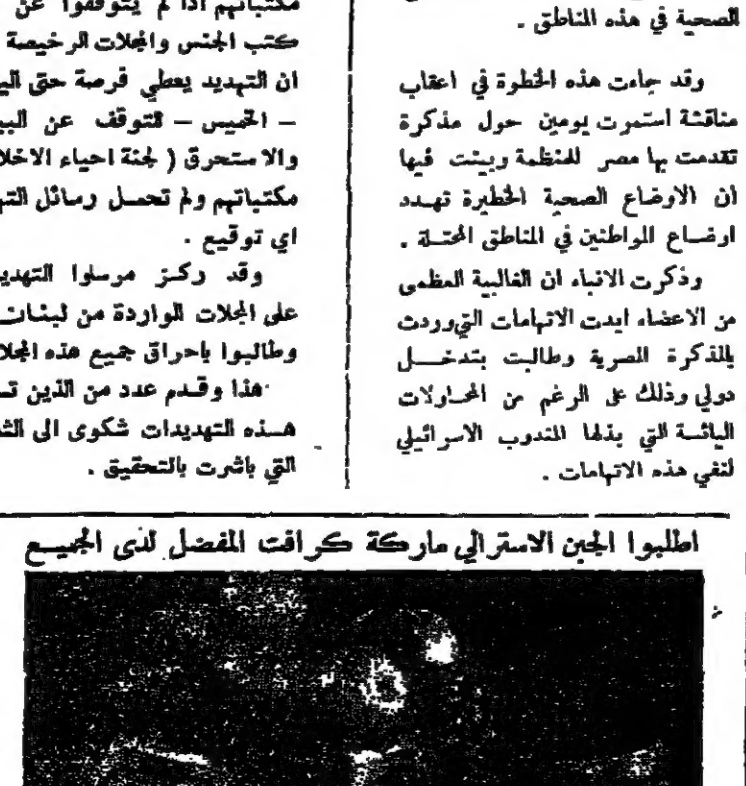 الصحية في هذه المناطق .
وقد جاءت هذه الخطوة في اعقاب
مناقشة استمرت يومين حول مذكرة
تقدمت بها مصر للمنظمة وبينت فيها
أن الاوضاع الصحية الخطيرة تهدد
اوضاع المواطنين في المناطق المحتلة .
وذكرت الانباء ان الغالبية العظمى
من الاعضاء ايدت الاتهامات التي وردت
بالمذكرة المصرية وطالبت بتدخل
دولي وذلك على الرغم من المحاولات
اليائسة التي بذلها المندوب الاسرائيلي
لنفي هذه الاتهامات .
مكتباتهم اذا لم يتوقفوا عن
كتب الجنس والمجلات الرخيصة
ان التهديد يعطي فرصة حتى
– الخميس – للتوقف عن
والا ستحرق ( لجنة احياء
مكتباتهم ولم تحمل رسائل
اي توقيع .
وقد ركز مرسلوا
على المجلات الواردة من لبنان
وطالبوا باحراق جميع هذه
هذا وقدم عدد من الذين
هذه التهديدات شكوى الى
التي باشرت بالتحقيق .
اطلبوا الجبن الاسترالي ماركة كرافت المفضل لدى الجميع